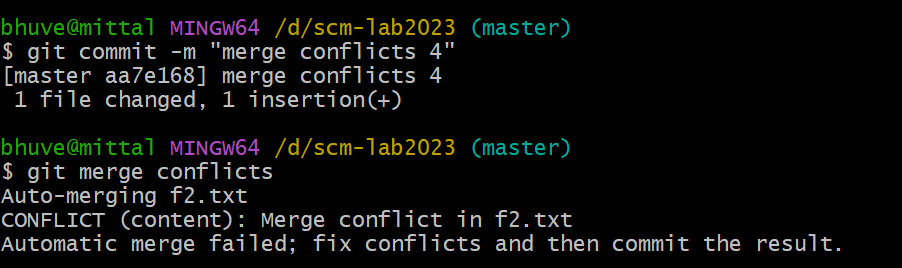 bhuve@mittal MINGW64 /d/scm-lab2023 (master)
$ git commit -m "merge conflicts 4"
[master aa7e168] merge conflicts 4
 1 file changed, 1 insertion(+)

bhuve@mittal MINGW64 /d/scm-lab2023 (master)
$ git merge conflicts
Auto-merging f2.txt
CONFLICT (content): Merge conflict in f2.txt
Automatic merge failed; fix conflicts and then commit the result.